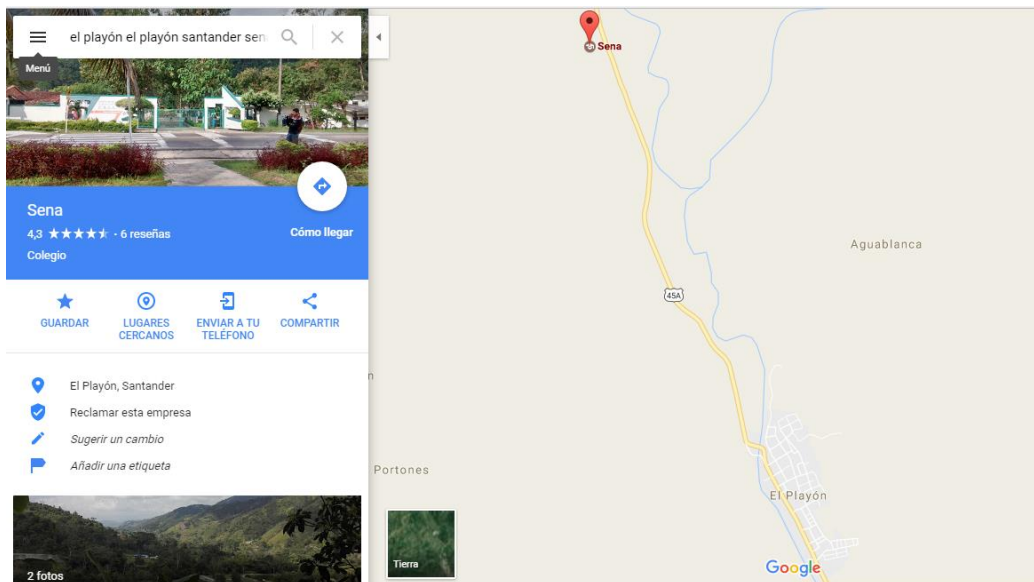 el playón el playón santander sen
Menú
Sena
4,3 ★★★★★ - 6 reseñas
Colegio
Cómo llegar
GUARDAR
LUGARES CERCANOS
ENVIAR A TU TELÉFONO
COMPARTIR
El Playón, Santander
Reclamar esta empresa
Sugerir un cambio
Añadir una etiqueta
2 fotos
Sena
Aguablanca
45A
n
Portones
El Playón
Tierra
Google